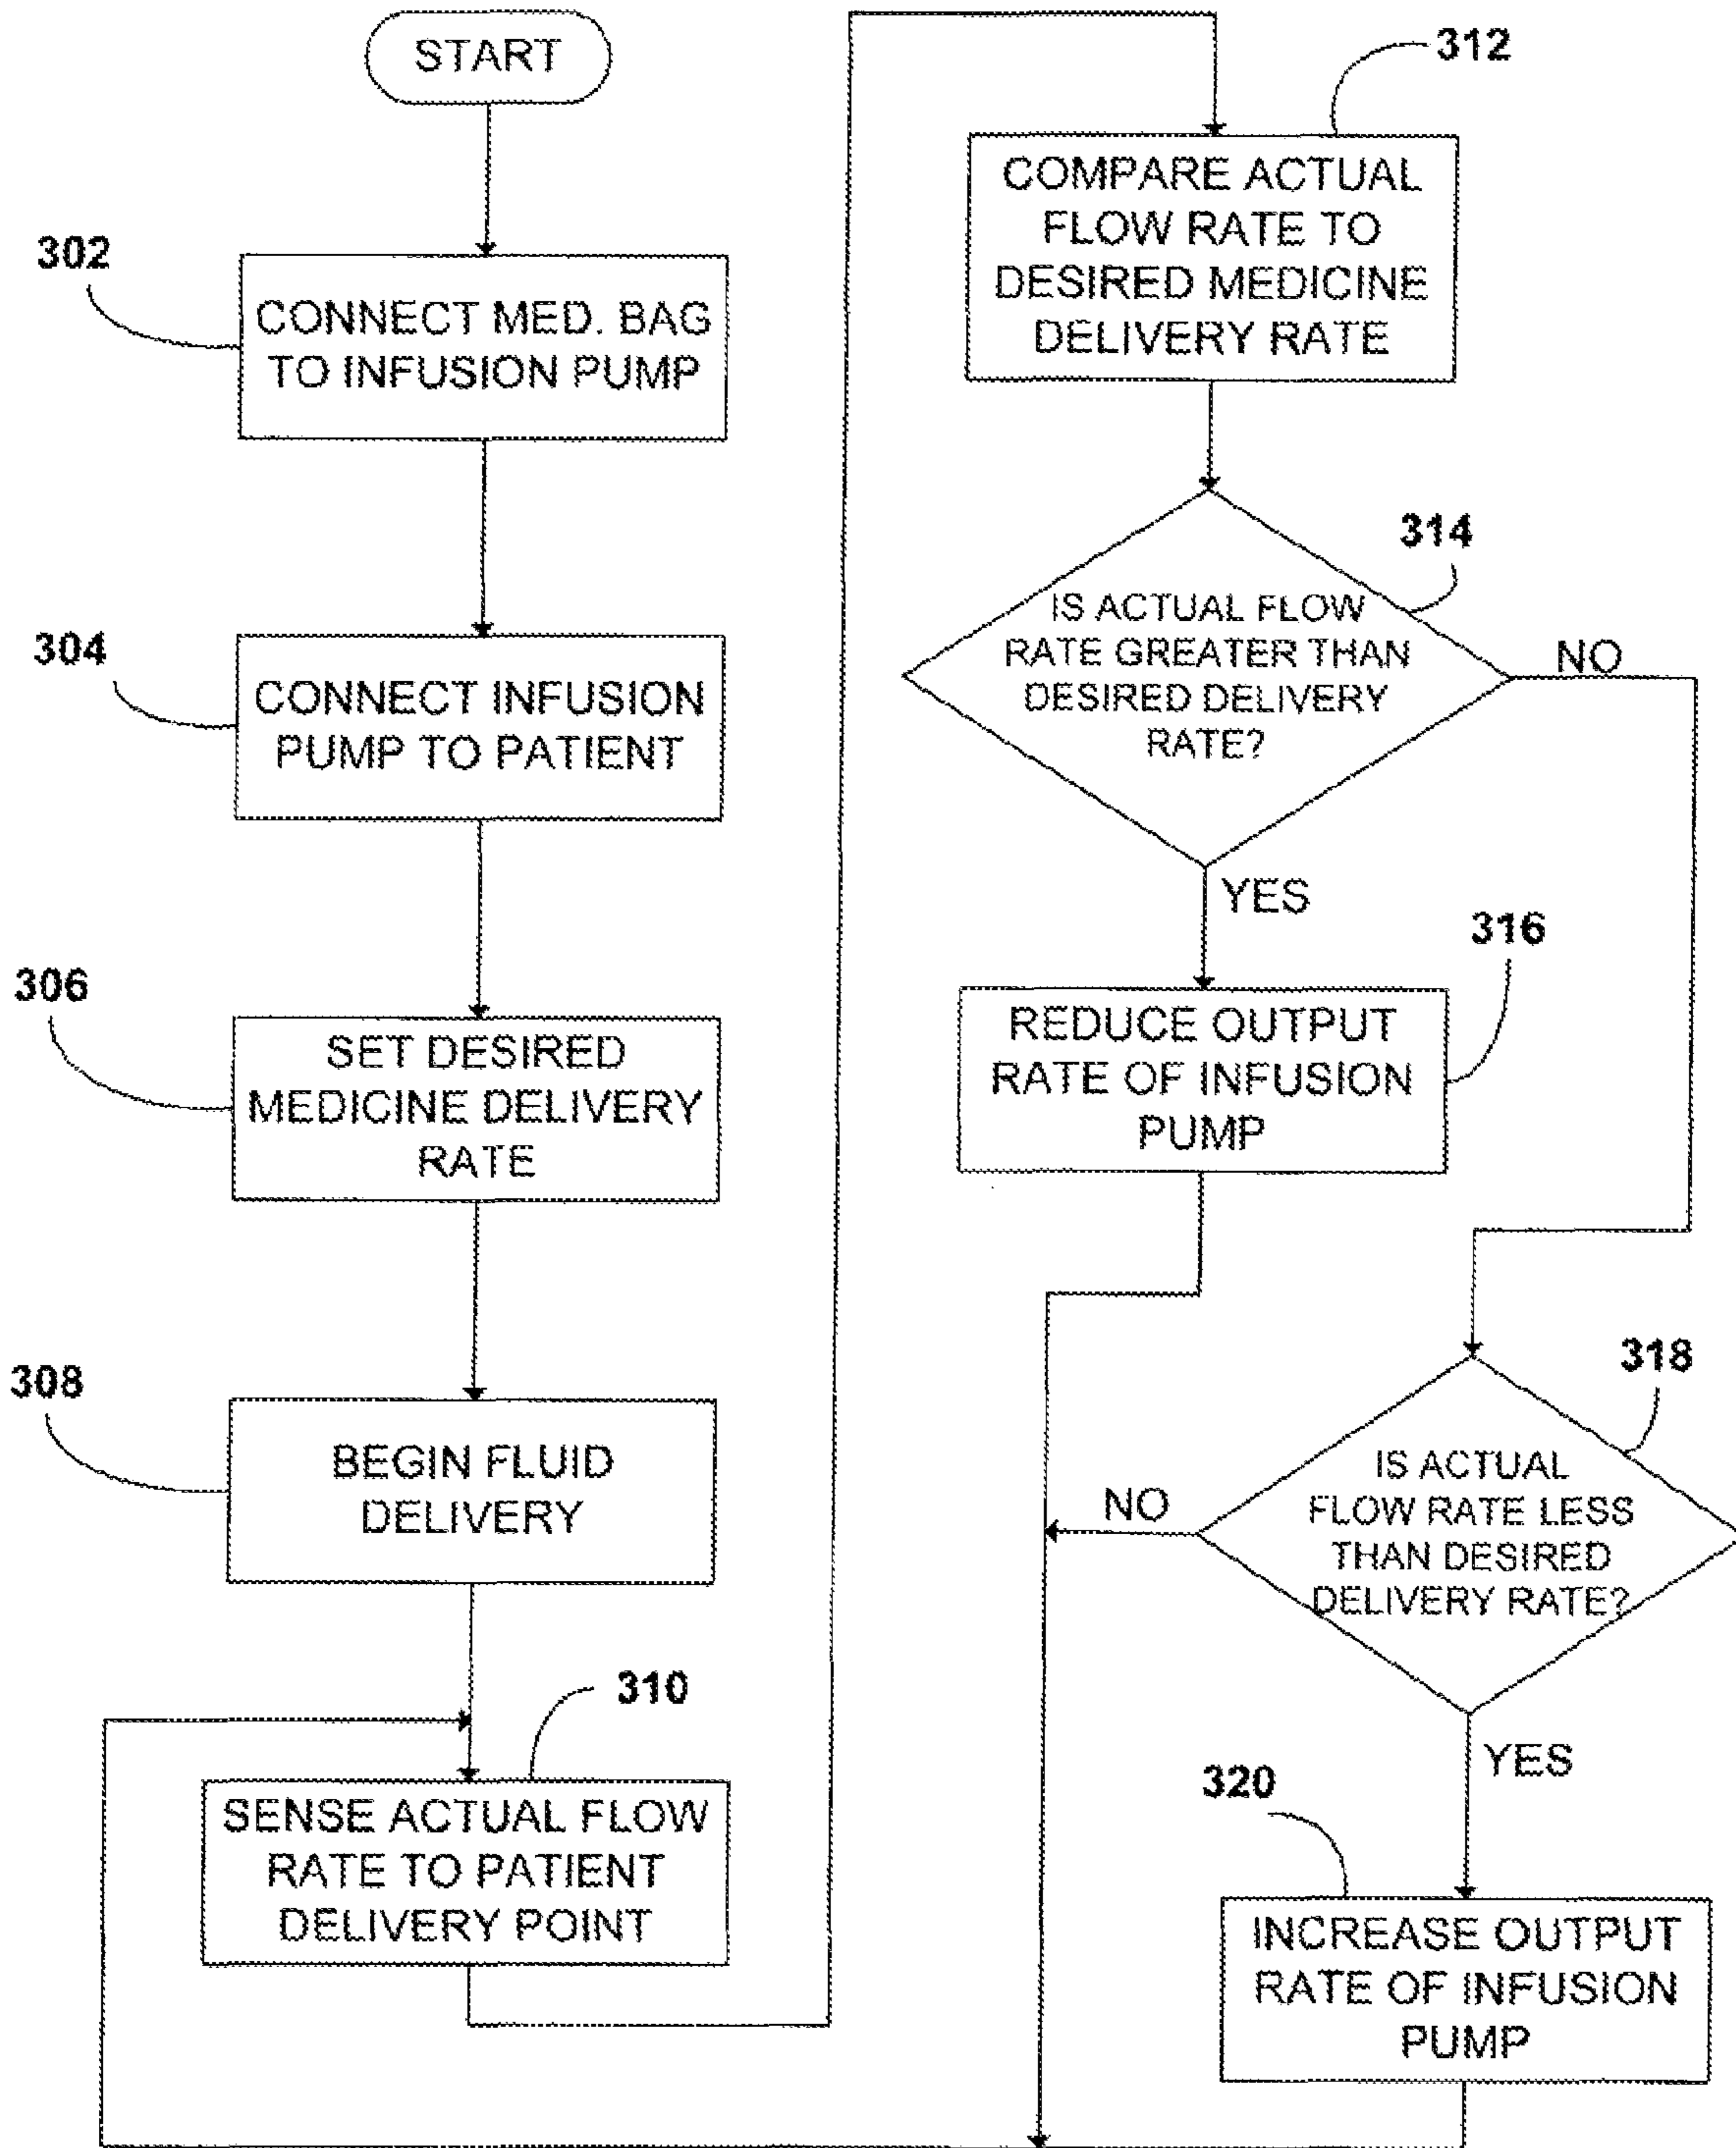 START
302
CONNECT MED. BAG
TO INFUSION PUMP
304
CONNECT INFUSION
PUMP TO PATIENT
306
SET DESIRED
MEDICINE DELIVERY
RATE
308
BEGIN FLUID
DELIVERY
310
SENSE ACTUAL FLOW
RATE TO PATIENT
DELIVERY POINT
312
COMPARE ACTUAL
FLOW RATE TO
DESIRED MEDICINE
DELIVERY RATE
314
IS ACTUAL FLOW
RATE GREATER THAN
DESIRED DELIVERY
RATE?
NO
YES
316
REDUCE OUTPUT
RATE OF INFUSION
PUMP
318
IS ACTUAL
FLOW RATE LESS
THAN DESIRED
DELIVERY RATE?
NO
YES
320
INCREASE OUTPUT
RATE OF INFUSION
PUMP